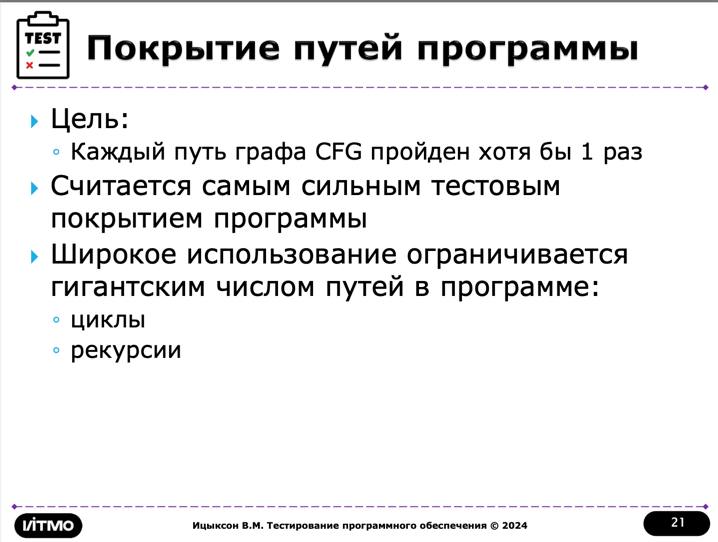 TEST
Покрытие путей программы
Цель:
Каждый путь графа CFG пройден хотя бы 1 раз
Считается самым сильным тестовым
покрытием программы
Широкое использование ограничивается
гигантским числом путей в программе:
циклы
рекурсии
ИТМО
Ицыксон В.М. Тестирование программного обеспечения © 2024
21